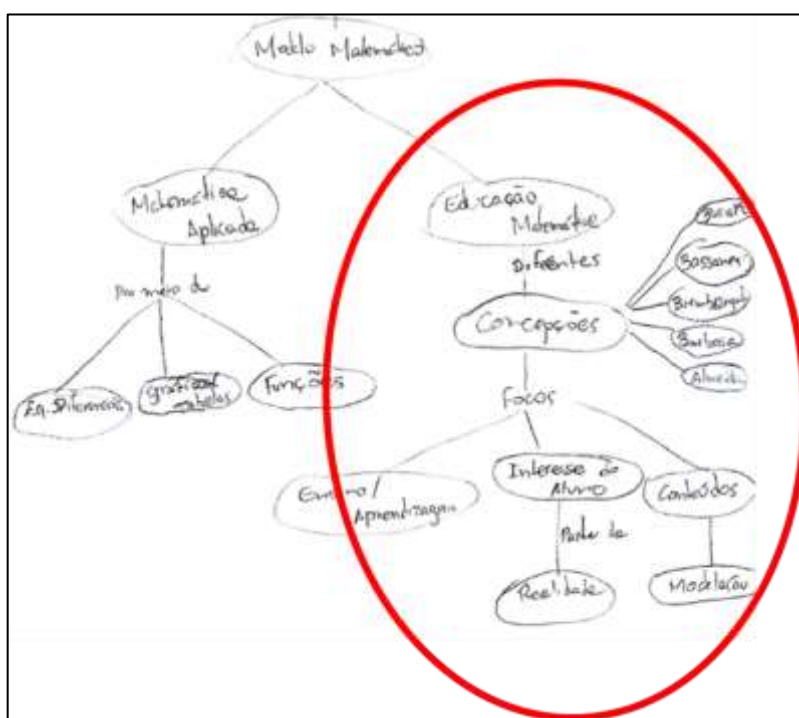 Modelo Matemático
Matemática
Aplicada
Educação
Matemática
Diferentes
Por meio de
Concepções
Bassanezi
Biembengut
Barbosa
Almeida
Eq. Diferenciais
gráficos
tabelas
Funções
Focos
Ensino/
Aprendizagem
Interesse do
Aluno
Conteúdos
Parte da
Realidade
Modelação